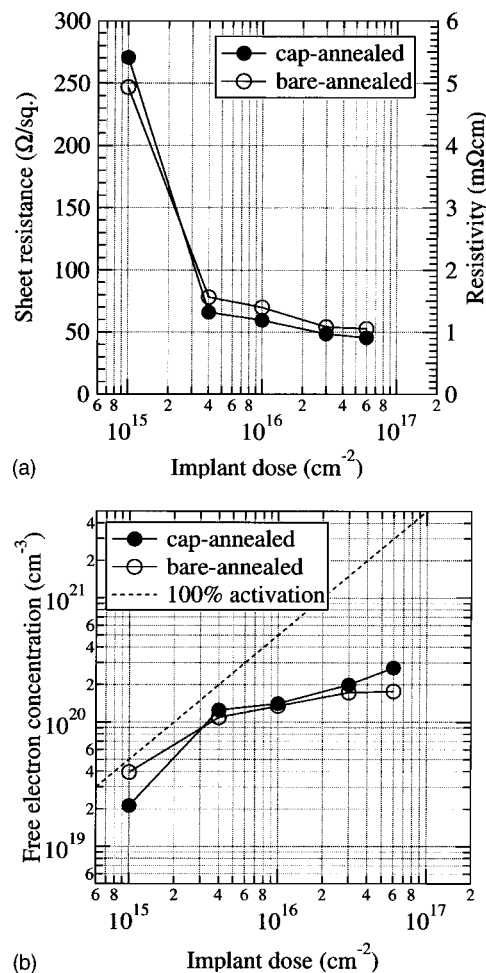 300
250
200
150
100
50
0
Sheet resistance (Ω/sq.)
cap-annealed
bare-annealed
6
5
4
3
2
1
0
Resistivity (mΩcm)
6 8 2 4 6 8 2 4 6 8 2
10^15 10^16 10^17
(a) Implant dose (cm^-2)
4
2
10^21
6
4
2
10^20
6
4
2
10^19
Free electron concentration (cm^-3)
cap-annealed
bare-annealed
100% activation
6 8 2 4 6 8 2 4 6 8 2
10^15 10^16 10^17
(b) Implant dose (cm^-2)